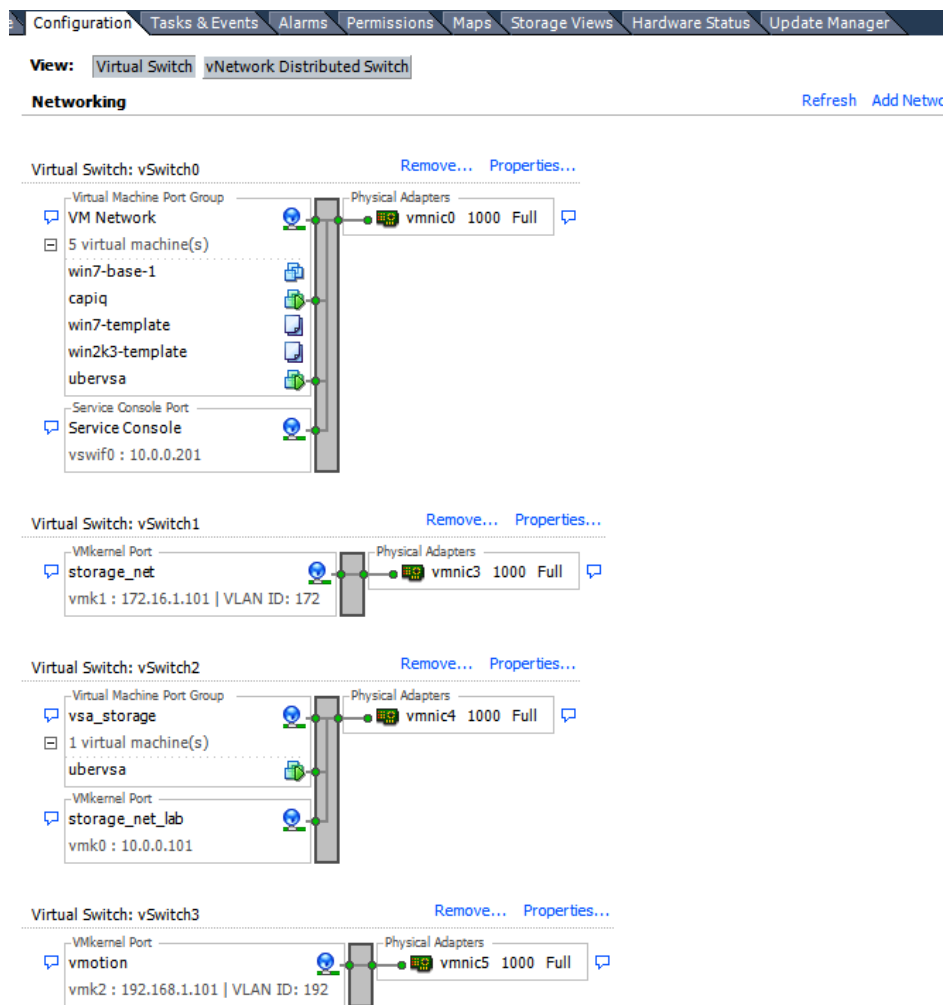 Configuration Tasks & Events Alarms Permissions Maps Storage Views Hardware Status Update Manager
View: Virtual Switch vNetwork Distributed Switch
Networking Refresh Add Netwo
Virtual Switch: vSwitch0 Remove... Properties...
Virtual Machine Port Group Physical Adapters
VM Network vmnic0 1000 Full
5 virtual machine(s)
win7-base-1
capiq
win7-template
win2k3-template
ubervsa
Service Console Port
Service Console
vswif0 : 10.0.0.201
Virtual Switch: vSwitch1 Remove... Properties...
VMkernel Port Physical Adapters
storage_net vmnic3 1000 Full
vmk1 : 172.16.1.101 | VLAN ID: 172
Virtual Switch: vSwitch2 Remove... Properties...
Virtual Machine Port Group Physical Adapters
vsa_storage vmnic4 1000 Full
1 virtual machine(s)
ubervsa
VMkernel Port
storage_net_lab
vmk0 : 10.0.0.101
Virtual Switch: vSwitch3 Remove... Properties...
VMkernel Port Physical Adapters
vmotion vmnic5 1000 Full
vmk2 : 192.168.1.101 | VLAN ID: 192